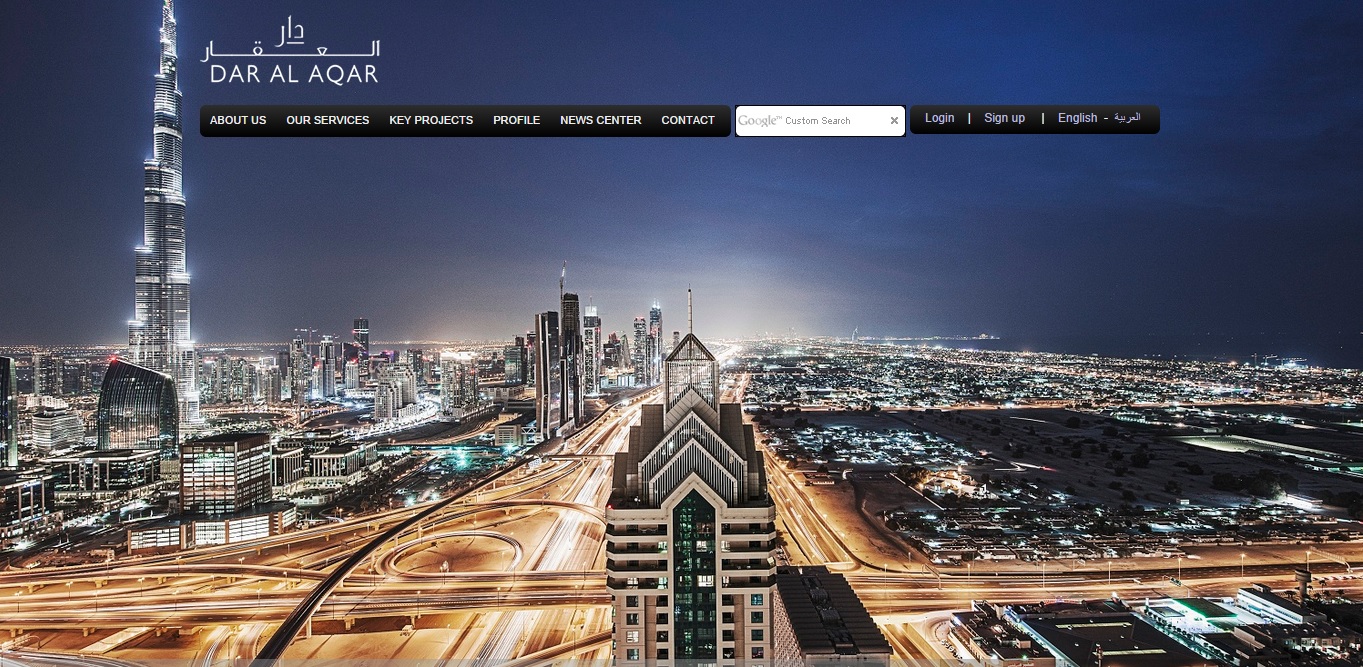 دار
العقار
DAR AL AQAR
ABOUT US OUR SERVICES KEY PROJECTS PROFILE NEWS CENTER CONTACT
Google™ Custom Search ×
Login | Sign up | English - العربية